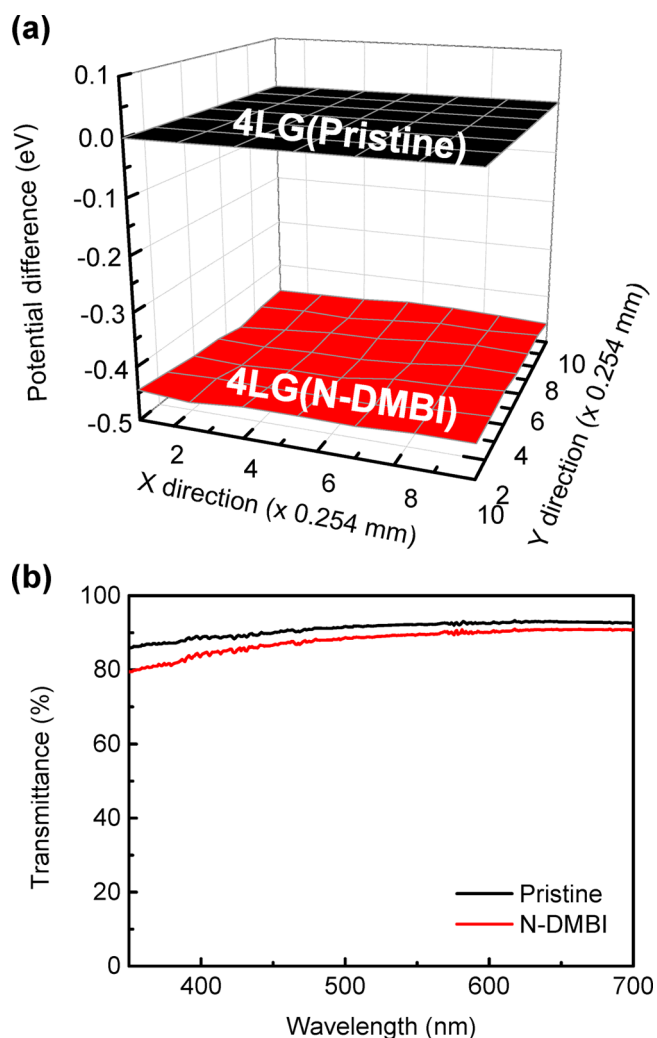 (a)
0.1
0.0
-0.1
-0.2
-0.3
-0.4
-0.5
Potential difference (eV)
4LG(Pristine)
4LG(N-DMBI)
2
4
6
8
10
X direction (x 0.254 mm)
2
4
6
8
10
Y direction (x 0.254 mm)
(b)
100
80
60
40
20
0
Transmittance (%)
Pristine
N-DMBI
400
500
600
700
Wavelength (nm)